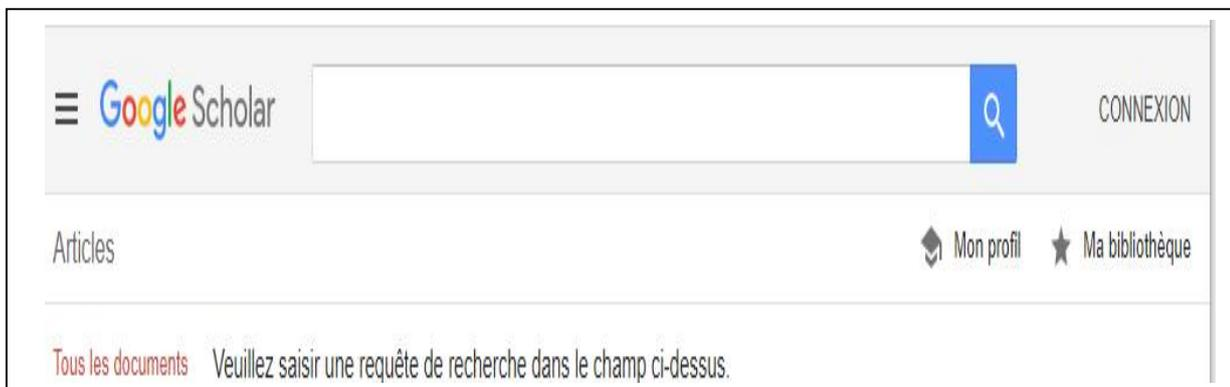 Google Scholar CONNEXION
Articles Mon profil Ma bibliothèque
Tous les documents Veuillez saisir une requête de recherche dans le champ ci-dessus.